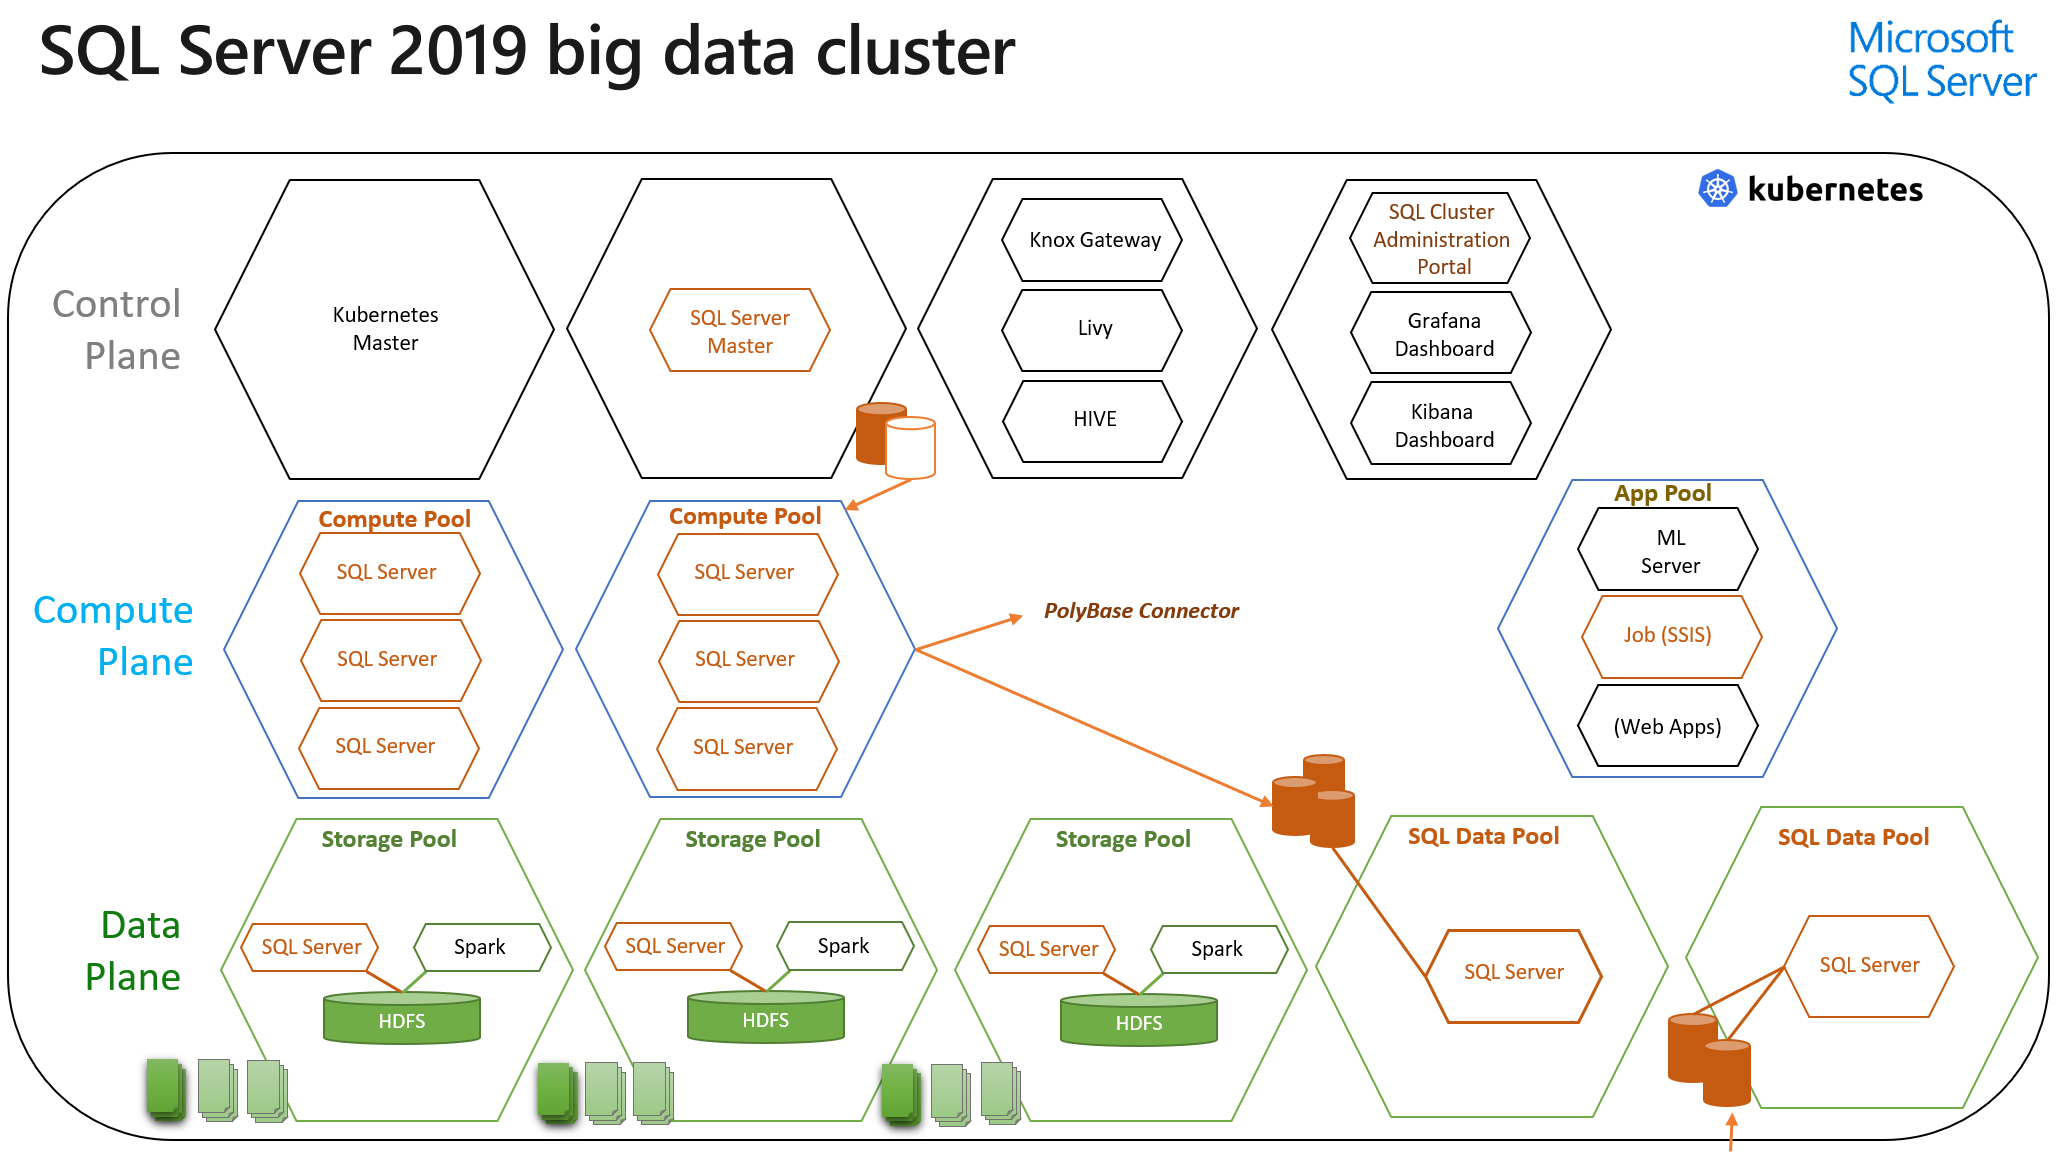 SQL Server 2019 big data cluster
Microsoft
SQL Server
kubernetes
Control
Plane
Kubernetes
Master
SQL Server
Master
Knox Gateway
Livy
HIVE
SQL Cluster
Administration
Portal
Grafana
Dashboard
Kibana
Dashboard
Compute
Plane
Compute Pool
SQL Server
SQL Server
SQL Server
Compute Pool
SQL Server
SQL Server
SQL Server
PolyBase Connector
App Pool
ML
Server
Job (SSIS)
(Web Apps)
Data
Plane
Storage Pool
SQL Server
Spark
HDFS
Storage Pool
SQL Server
Spark
HDFS
Storage Pool
SQL Server
Spark
HDFS
SQL Data Pool
SQL Server
SQL Data Pool
SQL Server